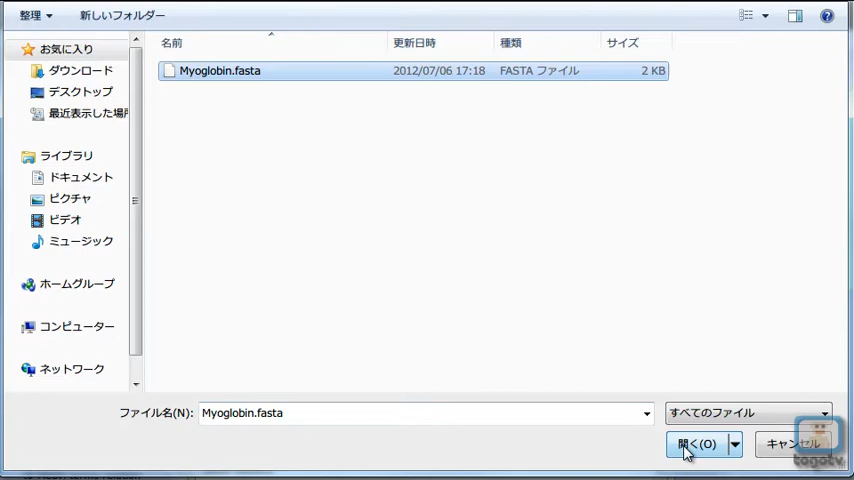 整理 新しいフォルダー
名前 更新日時 種類 サイズ
Myoglobin.fasta 2012/07/06 17:18 FASTA ファイル 2 KB
お気に入り
ダウンロード
デスクトップ
最近表示した場所
ライブラリ
ドキュメント
ピクチャ
ビデオ
ミュージック
ホームグループ
コンピューター
ネットワーク
ファイル名(N): Myoglobin.fasta すべてのファイル
開く(O) キャンセル
togotv